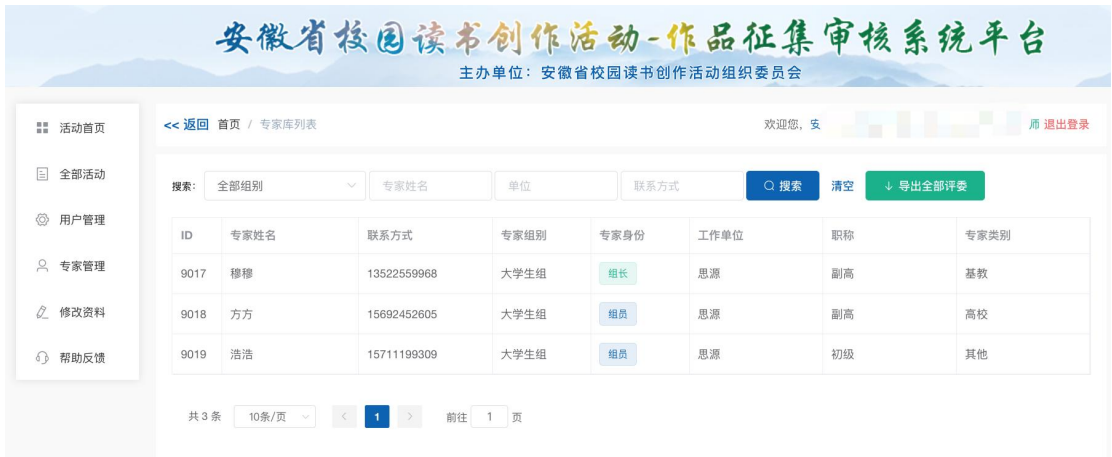 安徽省校园读书创作活动-作品征集审核系统平台
主办单位：安徽省校园读书创作活动组织委员会
活动首页
全部活动
用户管理
专家管理
修改资料
帮助反馈
<< 返回 首页 / 专家库列表
欢迎您, 安 师 退出登录
搜索: 全部组别 专家姓名 单位 联系方式 搜索 清空 导出全部评委
ID 专家姓名 联系方式 专家组别 专家身份 工作单位 职称 专家类别
9017 穆穆 13522559968 大学生组 组长 思源 副高 基教
9018 方方 15692452605 大学生组 组员 思源 副高 高校
9019 浩浩 15711199309 大学生组 组员 思源 初级 其他
共 3 条 10条/页 < 1 > 前往 1 页